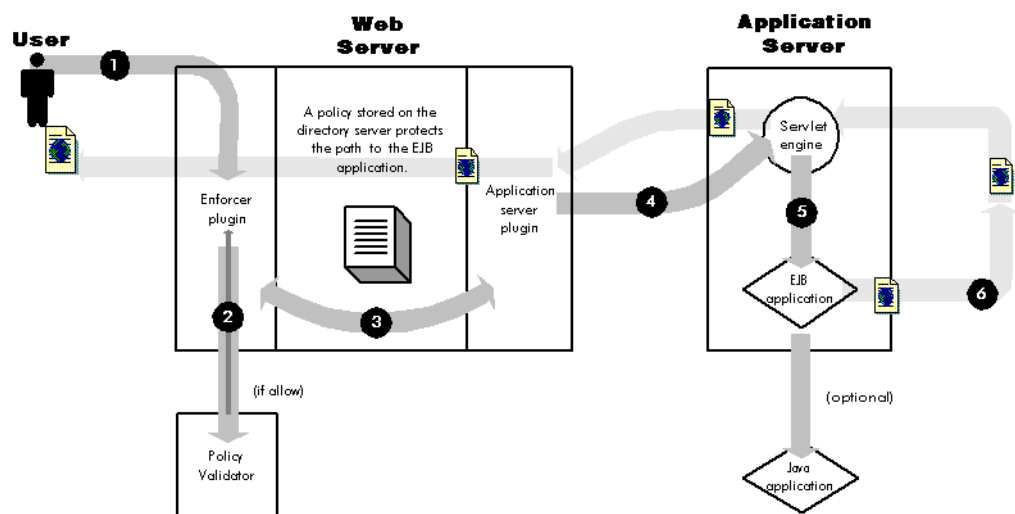 User
Web
Server
Application
Server
1
A policy stored on the
directory server protects
the path to the EJB
application.
Servlet
engine
Enforcer
plugin
Application
server
plugin
4
5
2
3
EJB
application
6
(if allow)
(optional)
Policy
Validator
Java
application